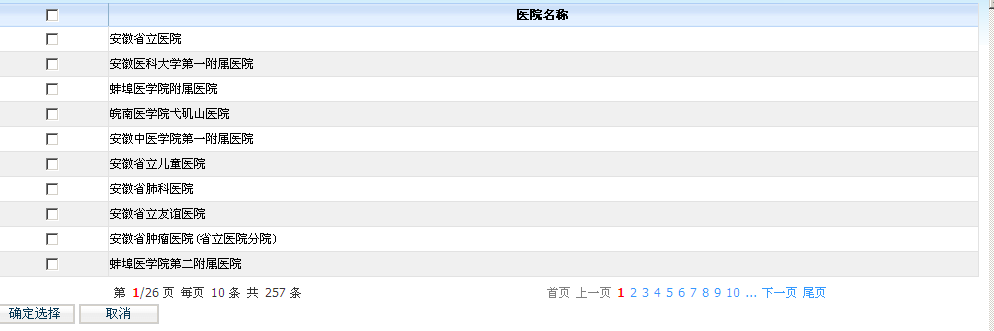 医院名称
安徽省立医院
安徽医科大学第一附属医院
蚌埠医学院附属医院
皖南医学院弋矶山医院
安徽中医学院第一附属医院
安徽省立儿童医院
安徽省肺科医院
安徽省立友谊医院
安徽省肿瘤医院(省立医院分院)
蚌埠医学院第二附属医院
第 1/26 页 每页 10 条 共 257 条 首页 上一页 1 2 3 4 5 6 7 8 9 10 ... 下一页 尾页
确定选择 取消